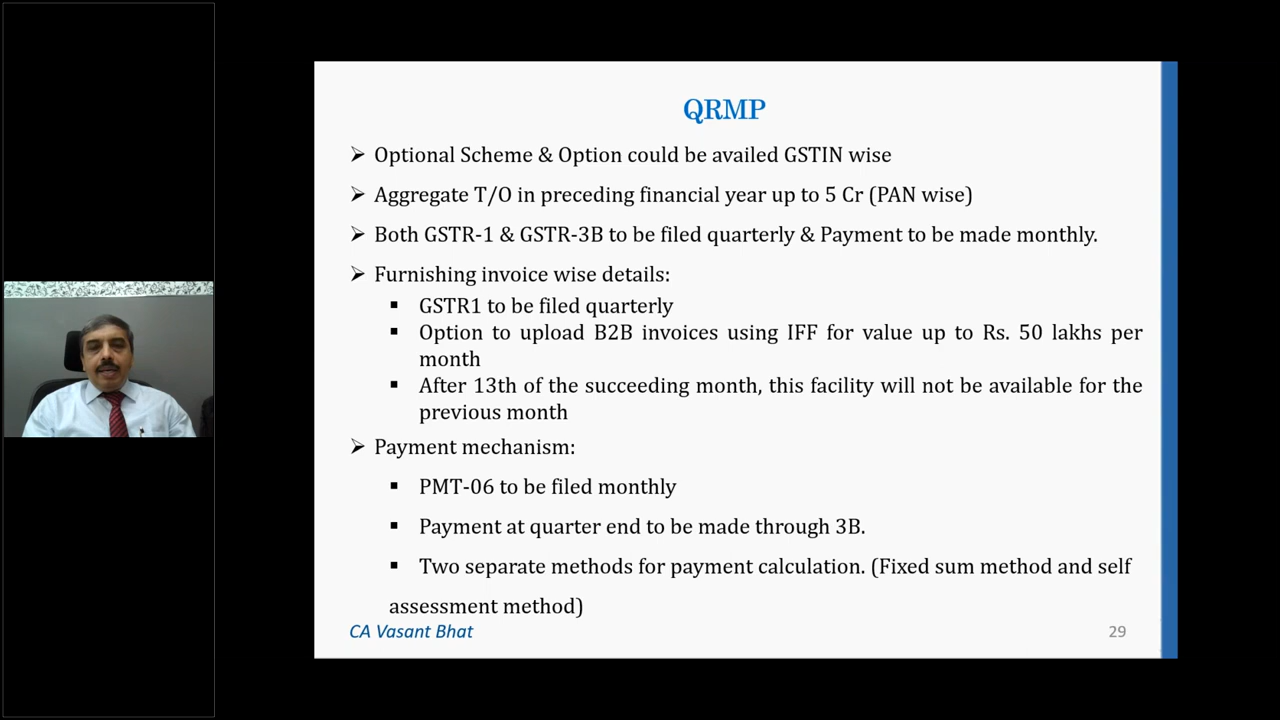 QRMP
➢ Optional Scheme & Option could be availed GSTIN wise
➢ Aggregate T/O in preceding financial year up to 5 Cr (PAN wise)
➢ Both GSTR-1 & GSTR-3B to be filed quarterly & Payment to be made monthly.
➢ Furnishing invoice wise details:
▪ GSTR1 to be filed quarterly
▪ Option to upload B2B invoices using IFF for value up to Rs. 50 lakhs per
month
▪ After 13th of the succeeding month, this facility will not be available for the
previous month
➢ Payment mechanism:
▪ PMT-06 to be filed monthly
▪ Payment at quarter end to be made through 3B.
▪ Two separate methods for payment calculation. (Fixed sum method and self
assessment method)
CA Vasant Bhat
29